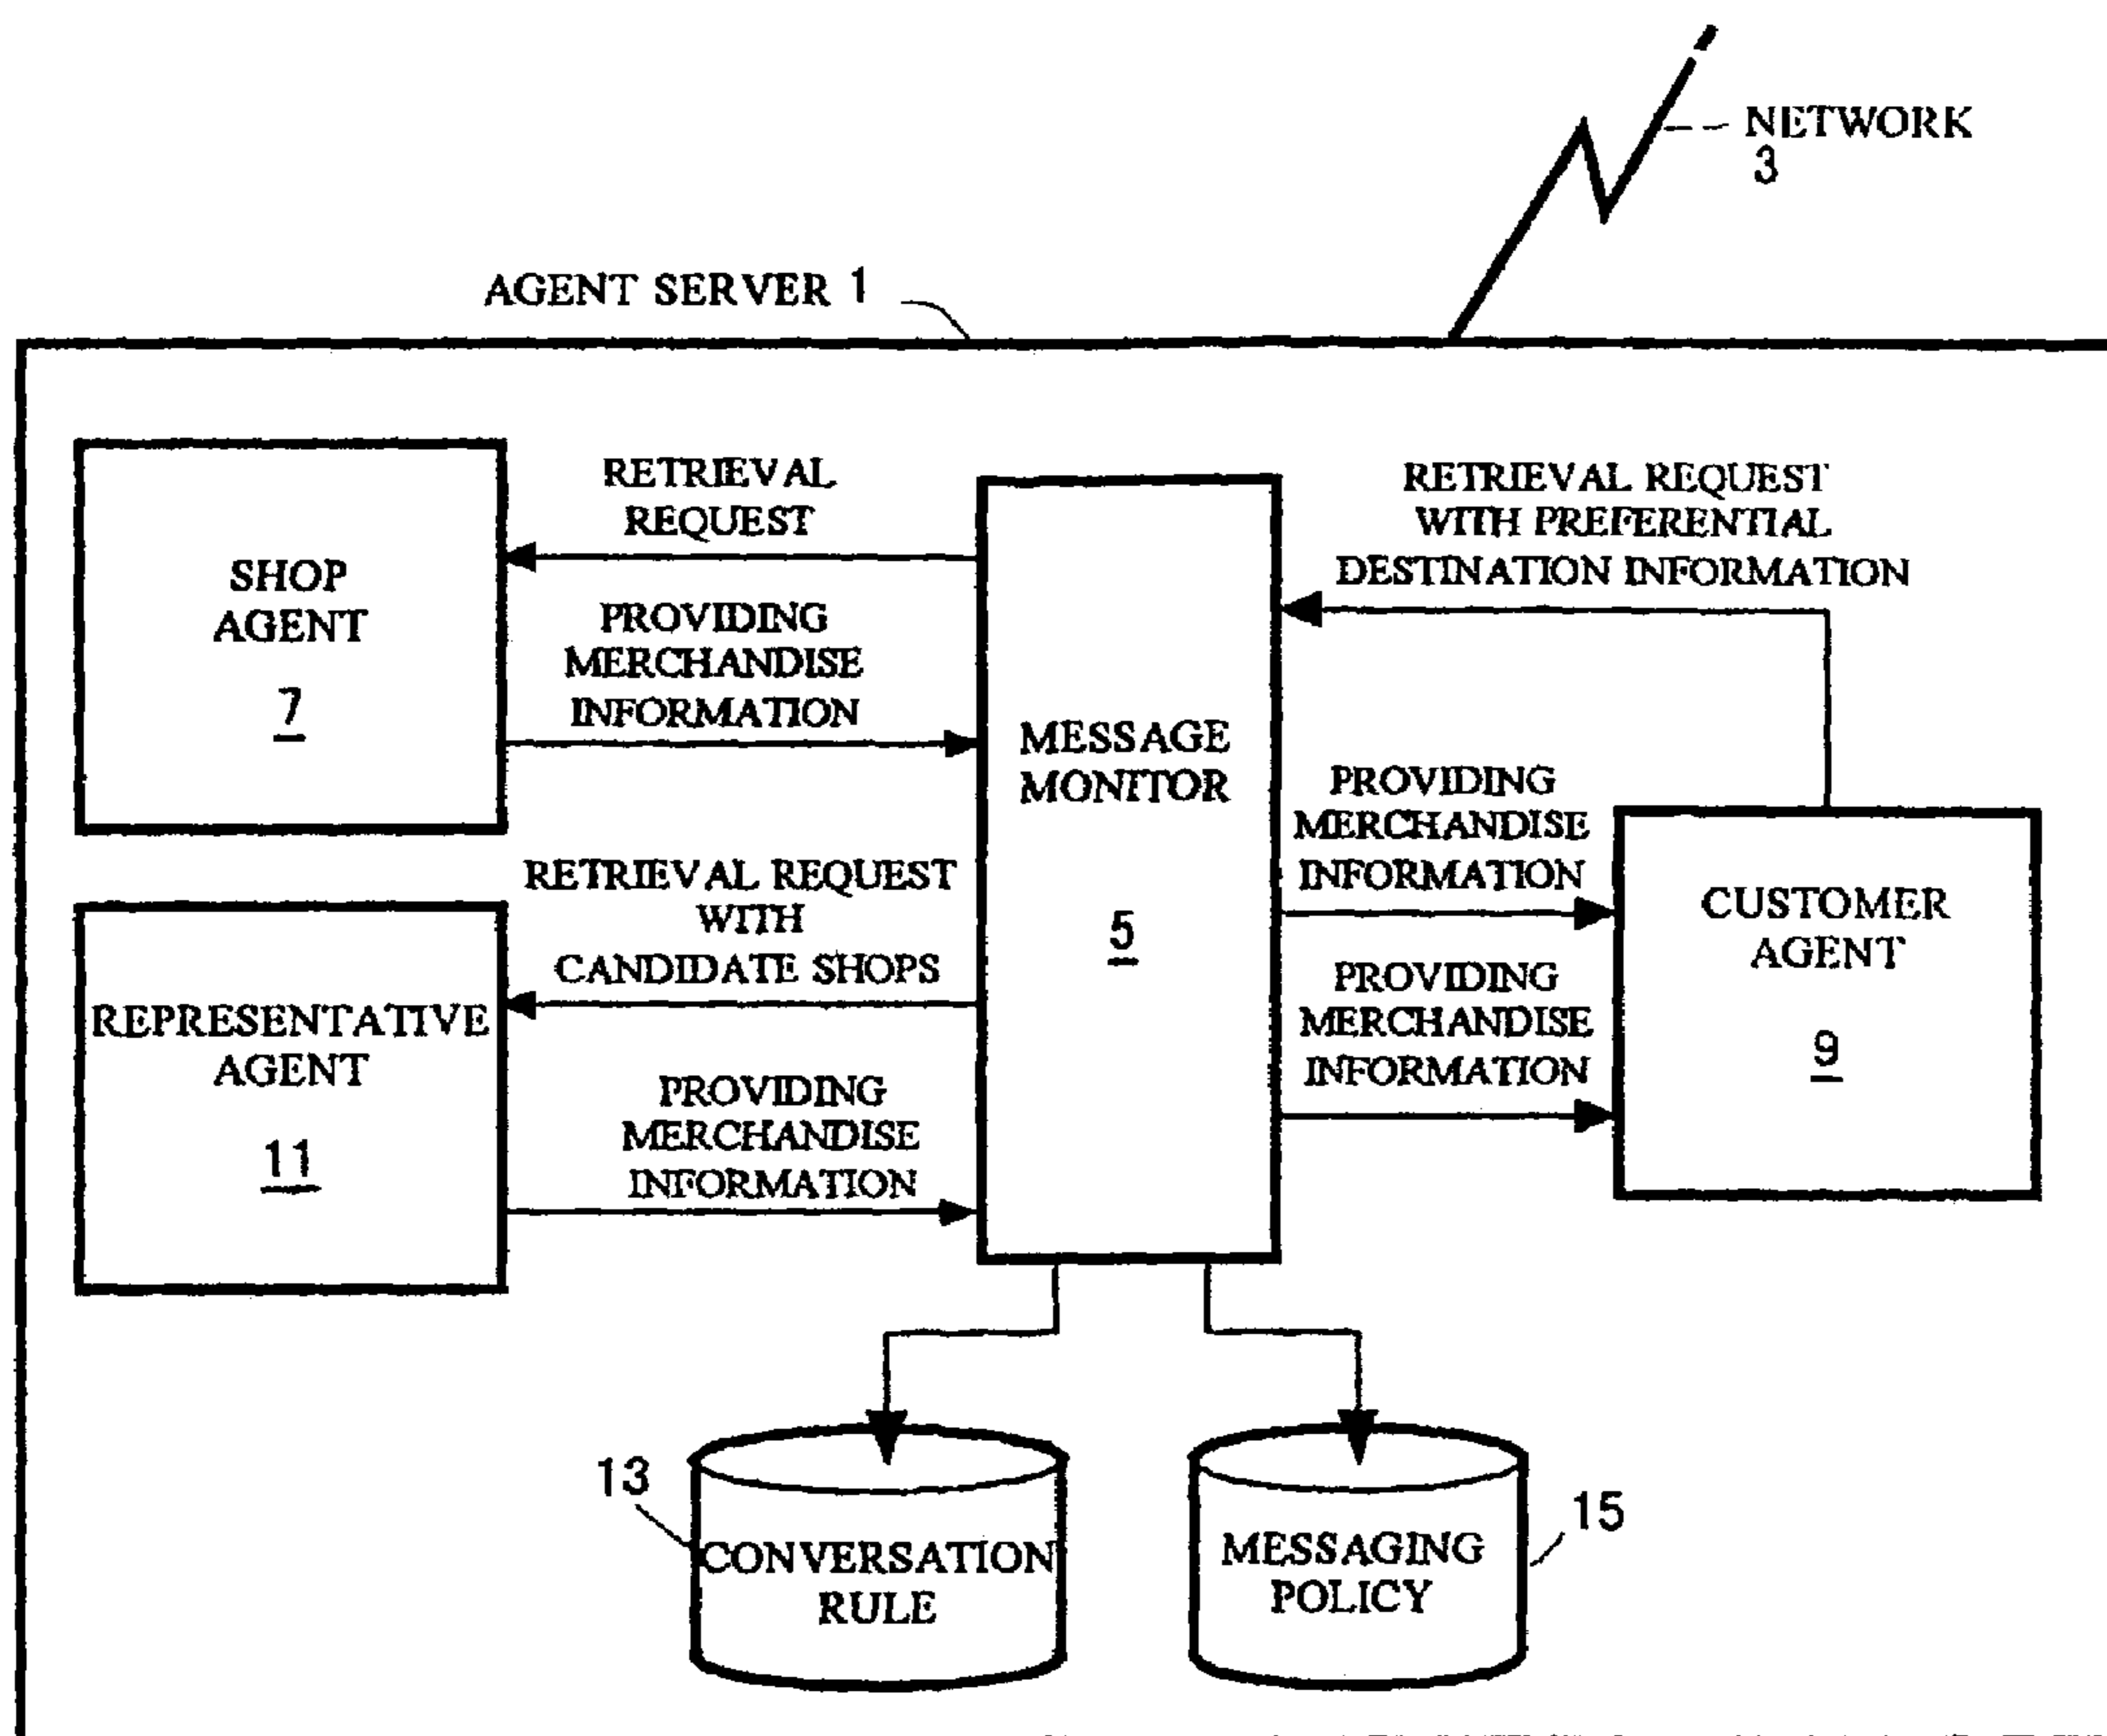 NETWORK
3
AGENT SERVER 1
RETRIEVAL
REQUEST
RETRIEVAL REQUEST
WITH PREFERENTIAL
DESTINATION INFORMATION
SHOP
AGENT
7
PROVIDING
MERCHANDISE
INFORMATION
MESSAGE
MONITOR
5
PROVIDING
MERCHANDISE
INFORMATION
RETRIEVAL REQUEST
WITH
CANDIDATE SHOPS
CUSTOMER
AGENT
9
PROVIDING
MERCHANDISE
INFORMATION
REPRESENTATIVE
AGENT
11
PROVIDING
MERCHANDISE
INFORMATION
13
CONVERSATION
RULE
MESSAGING
POLICY
15